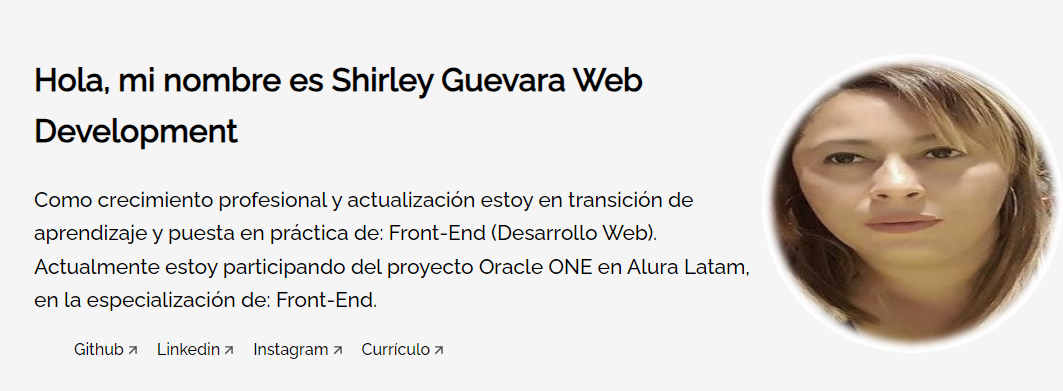 Hola, mi nombre es Shirley Guevara Web
Development
Como crecimiento profesional y actualización estoy en transición de
aprendizaje y puesta en práctica de: Front-End (Desarrollo Web).
Actualmente estoy participando del proyecto Oracle ONE en Alura Latam,
en la especialización de: Front-End.
Github Linkedin Instagram Currículo